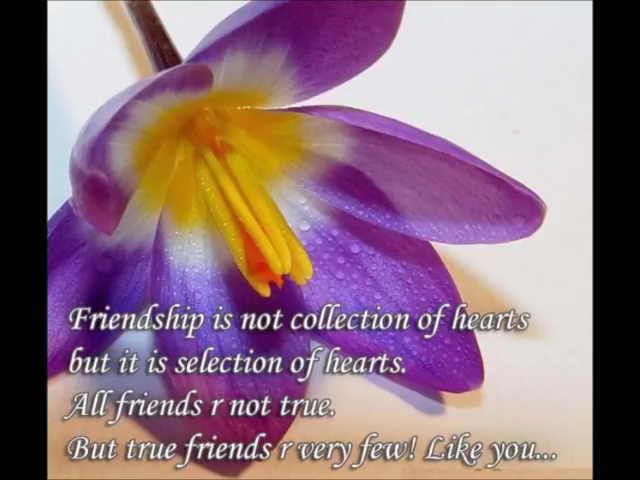 Friendship is not collection of hearts
but it is selection of hearts.
All friends r not true.
But true friends r very few! Like you...